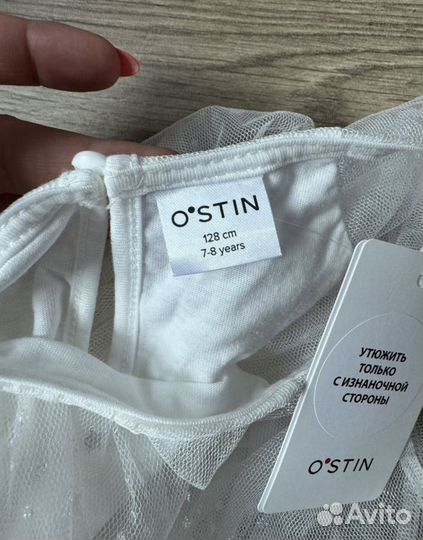 O'STIN
128 cm
7-8 years
УТЮЖИТЬ
ТОЛЬКО
С ИЗНАНОЧНОЙ
СТОРОНЫ
O'STIN
Avito